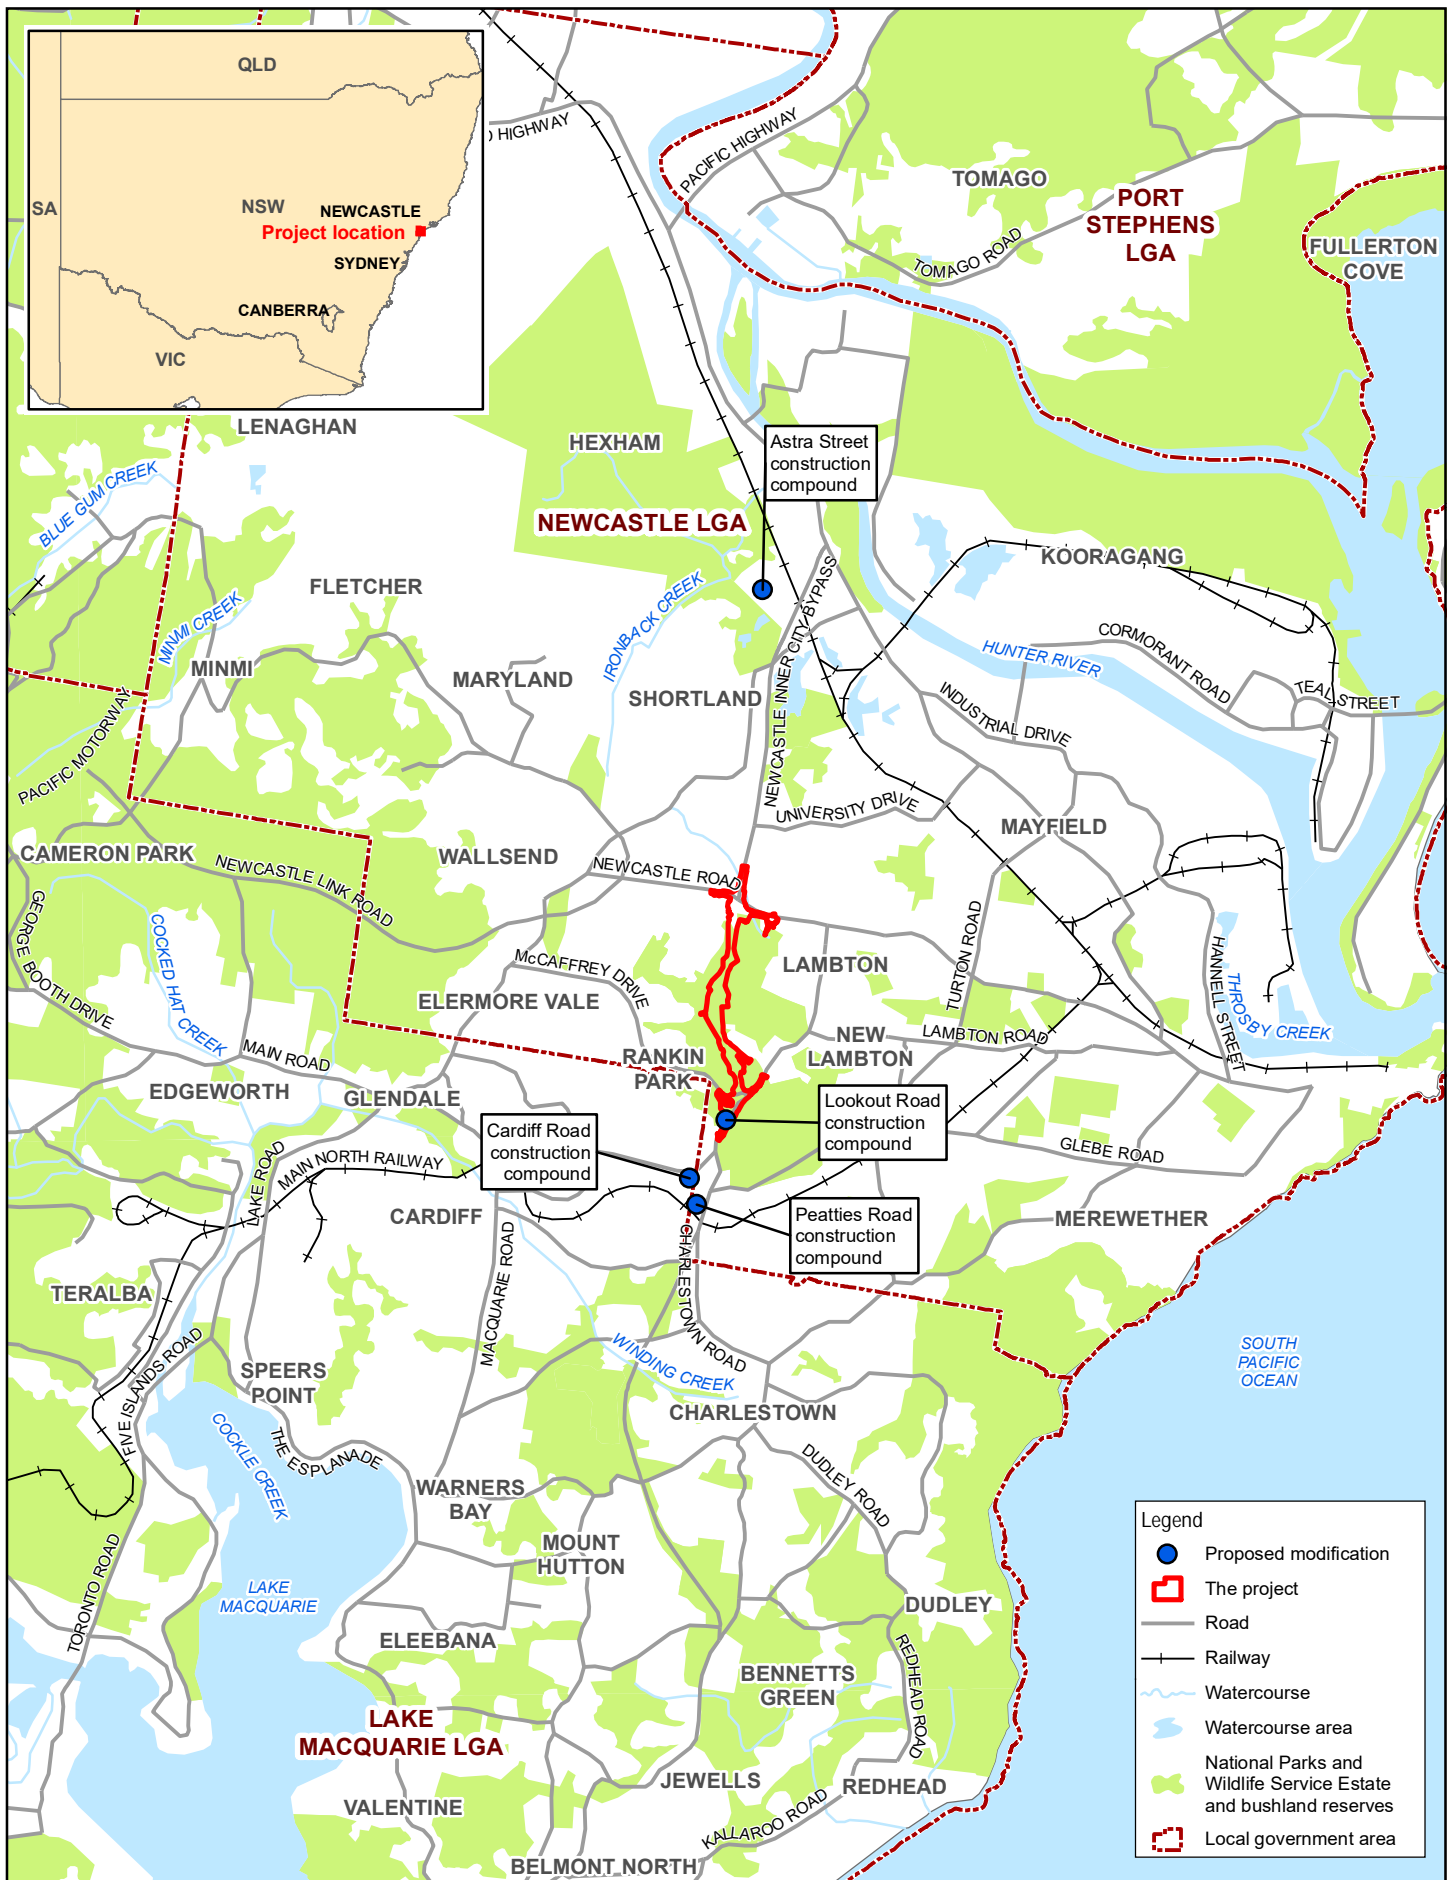 QLD
SA
NSW
NEWCASTLE
Project location
SYDNEY
CANBERRA
VIC
HIGHWAY
PACIFIC HIGHWAY
TOMAGO
PORT
STEPHENS
LGA
FULLERTON
COVE
TOMAGO ROAD
LENAGHAN
HEXHAM
Astra Street
construction
compound
BLUE GUM CREEK
NEWCASTLE LGA
KOORAGANG
FLETCHER
IRONBACK CREEK
MINMI CREEK
NEWCASTLE INNER CITY BYPASS
HUNTER RIVER
CORMORANT ROAD
TEAL STREET
MINMI
MARYLAND
SHORTLAND
INDUSTRIAL DRIVE
PACIFIC MOTORWAY
UNIVERSITY DRIVE
MAYFIELD
CAMERON PARK
NEWCASTLE LINK ROAD
WALLSEND
NEWCASTLE ROAD
GEORGE BOOTH DRIVE
COCKED HAT CREEK
McCAFFREY DRIVE
LAMBTON
TURTON ROAD
HANNELL STREET
THROSBY CREEK
ELERMORE VALE
NEW
LAMBTON
LAMBTON ROAD
MAIN ROAD
RANKIN
PARK
EDGEWORTH
GLENDALE
Lookout Road
construction
compound
Cardiff Road
construction
compound
GLEBE ROAD
LAKE ROAD
MAIN NORTH RAILWAY
CARDIFF
Peatties Road
construction
compound
MEREWETHER
MACQUARIE ROAD
CHARLESTOWN ROAD
TERALBA
FIVE ISLANDS ROAD
SPEERS
POINT
WINDING CREEK
SOUTH
PACIFIC
OCEAN
CHARLESTOWN
COCKLE CREEK
THE ESPLANADE
DUDLEY ROAD
WARNERS
BAY
MOUNT
HUTTON
TORONTO ROAD
LAKE
MACQUARIE
DUDLEY
ELEEBANA
REDHEAD ROAD
BENNETTS
GREEN
LAKE
MACQUARIE LGA
JEWELLS
REDHEAD
VALENTINE
KALLAROO ROAD
BELMONT NORTH
Legend
Proposed modification
The project
Road
Railway
Watercourse
Watercourse area
National Parks and
Wildlife Service Estate
and bushland reserves
Local government area